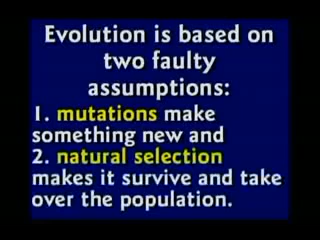 Evolution is based on
two faulty
assumptions:
1. mutations make
something new and
2. natural selection
makes it survive and take
over the population.